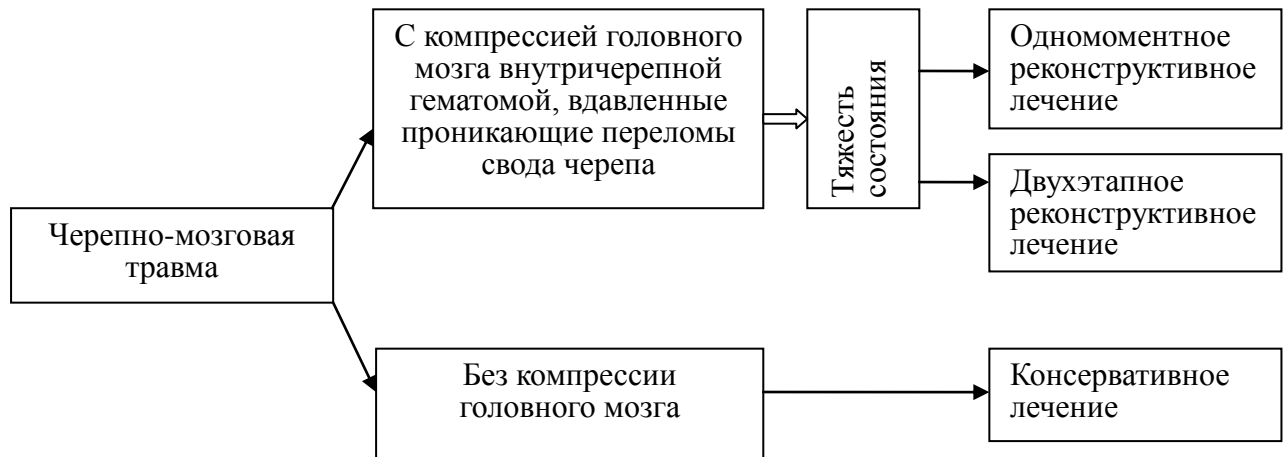 С компрессией головного
мозга внутричерепной
гематомой, вдавленные
проникающие переломы
свода черепа
Тяжесть
состояния
Одномоментное
реконструктивное
лечение
Двухэтапное
реконструктивное
лечение
Черепно-мозговая
травма
Без компрессии
головного мозга
Консервативное
лечение